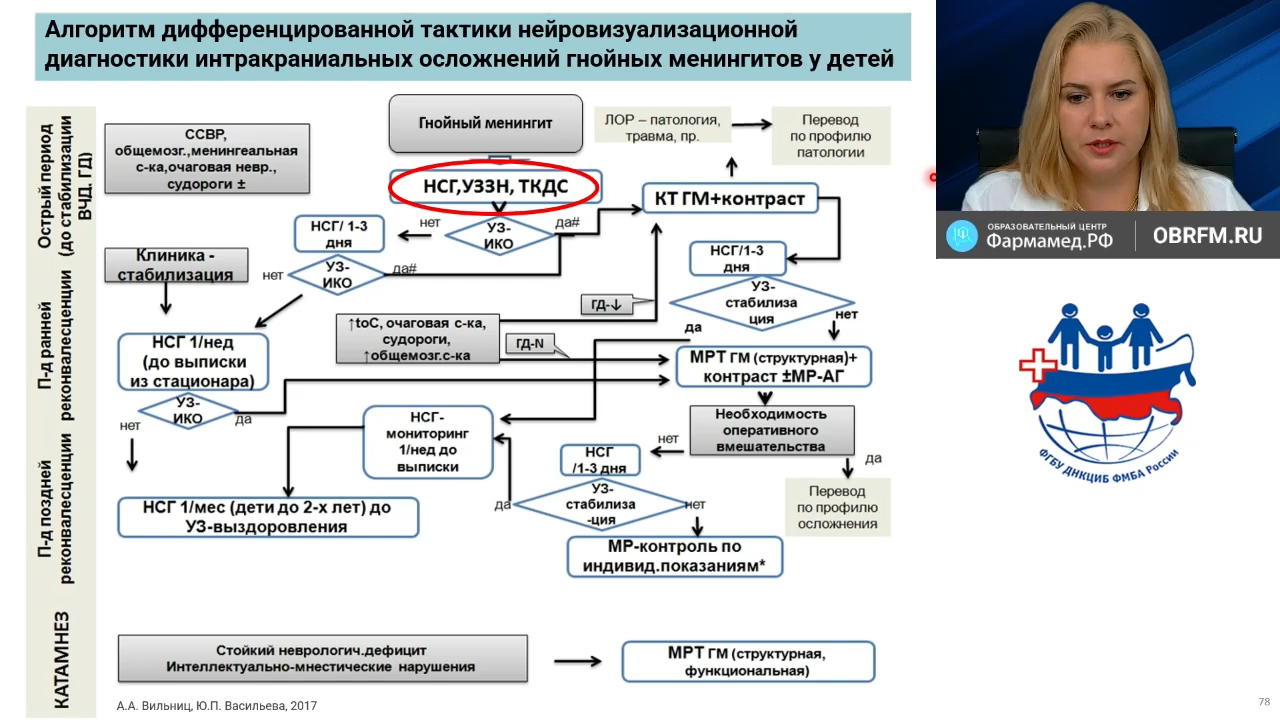 Алгоритм дифференцированной тактики нейровизуализационной
диагностики интракраниальных осложнений гнойных менингитов у детей
ОБРАЗОВАТЕЛЬНЫЙ ЦЕНТР
Фармамед.РФ
OBRFM.RU
ФГБУ ДНКЦИБ ФМБА России
Острый период
(до стабилизации
ВЧД, ГД)
П-д ранней
реконвалесценции
П-д поздней
реконвалесценции
КАТАМНЕЗ
ССВР,
общемозг.,менингеальная
с-ка,очаговая невр.,
судороги ±
Гнойный менингит
ЛОР – патология,
травма, пр.
Перевод
по профилю
патологии
НСГ,УЗЗН, ТКДС
КТ ГМ+контраст
нет
УЗ-
ИКО
да#
НСГ/ 1-3
дня
УЗ-
ИКО
нет
да#
Клиника -
стабилизация
НСГ/1-3
дня
УЗ-
стабилиза
ция
да
нет
ГД-↓
↑toC, очаговая с-ка,
судороги,
↑общемозг.с-ка
ГД-N
НСГ 1/нед
(до выписки
из стационара)
МРТ ГМ (структурная)+
контраст ±МР-АГ
УЗ-
ИКО
нет
да
НСГ-
мониторинг
1/нед до
выписки
Необходимость
оперативного
вмешательства
нет
да
НСГ
/1-3 дня
УЗ-
стабилиза
-ция
да
нет
Перевод
по профилю
осложнения
НСГ 1/мес (дети до 2-х лет) до
УЗ-выздоровления
МР-контроль по
индивид.показаниям*
Стойкий неврологич.дефицит
Интеллектуально-мнестические нарушения
МРТ ГМ (структурная,
функциональная)
А.А. Вильниц, Ю.П. Васильева, 2017
78